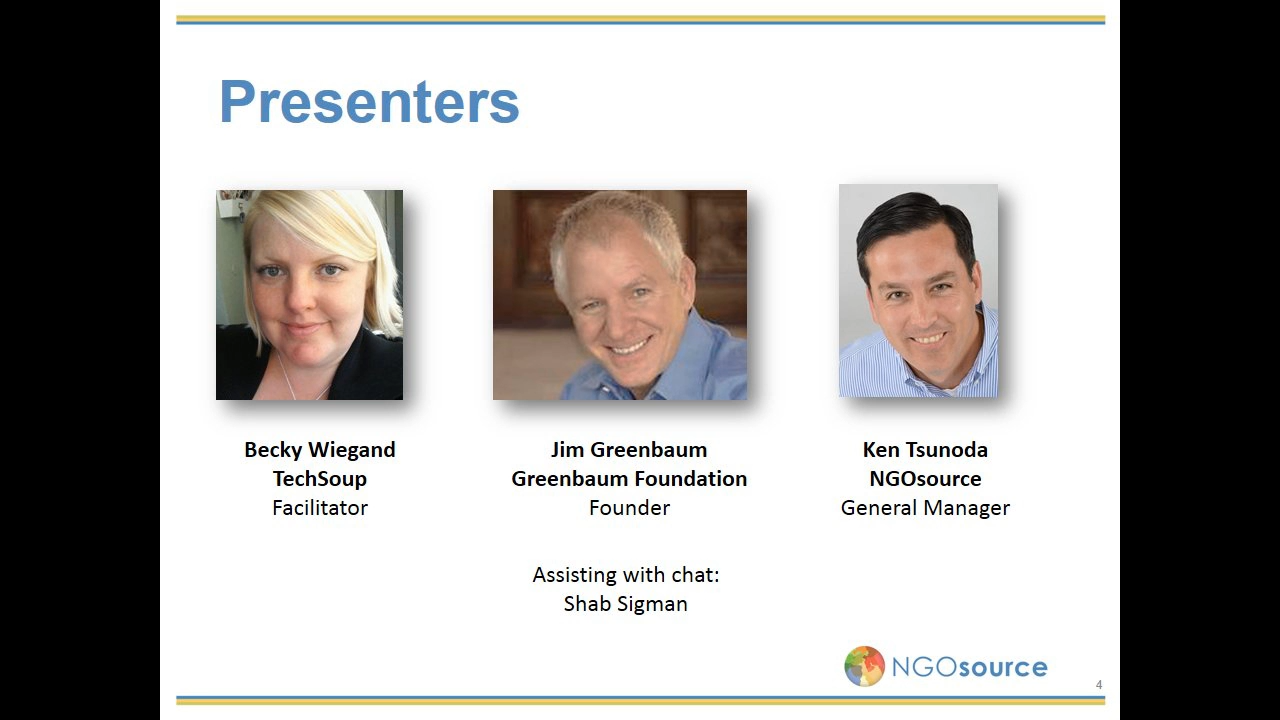 Presenters
Becky Wiegand
TechSoup
Facilitator
Jim Greenbaum
Greenbaum Foundation
Founder
Ken Tsunoda
NGOsource
General Manager
Assisting with chat:
Shab Sigman
NGOsource
4